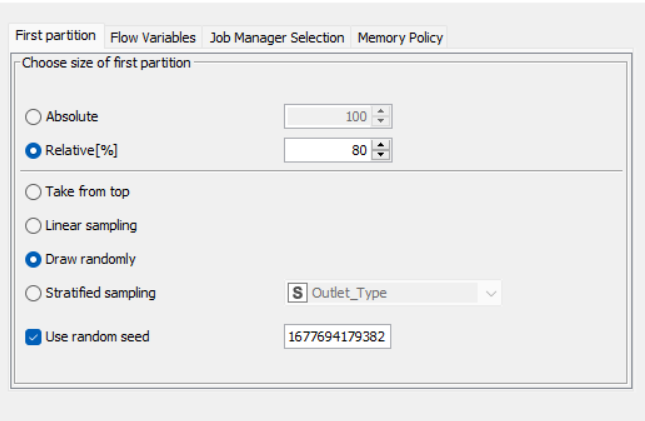 First partition Flow Variables Job Manager Selection Memory Policy
Choose size of first partition
Absolute 100
Relative[%] 80
Take from top
Linear sampling
Draw randomly
Stratified sampling S Outlet_Type
Use random seed 1677694179382